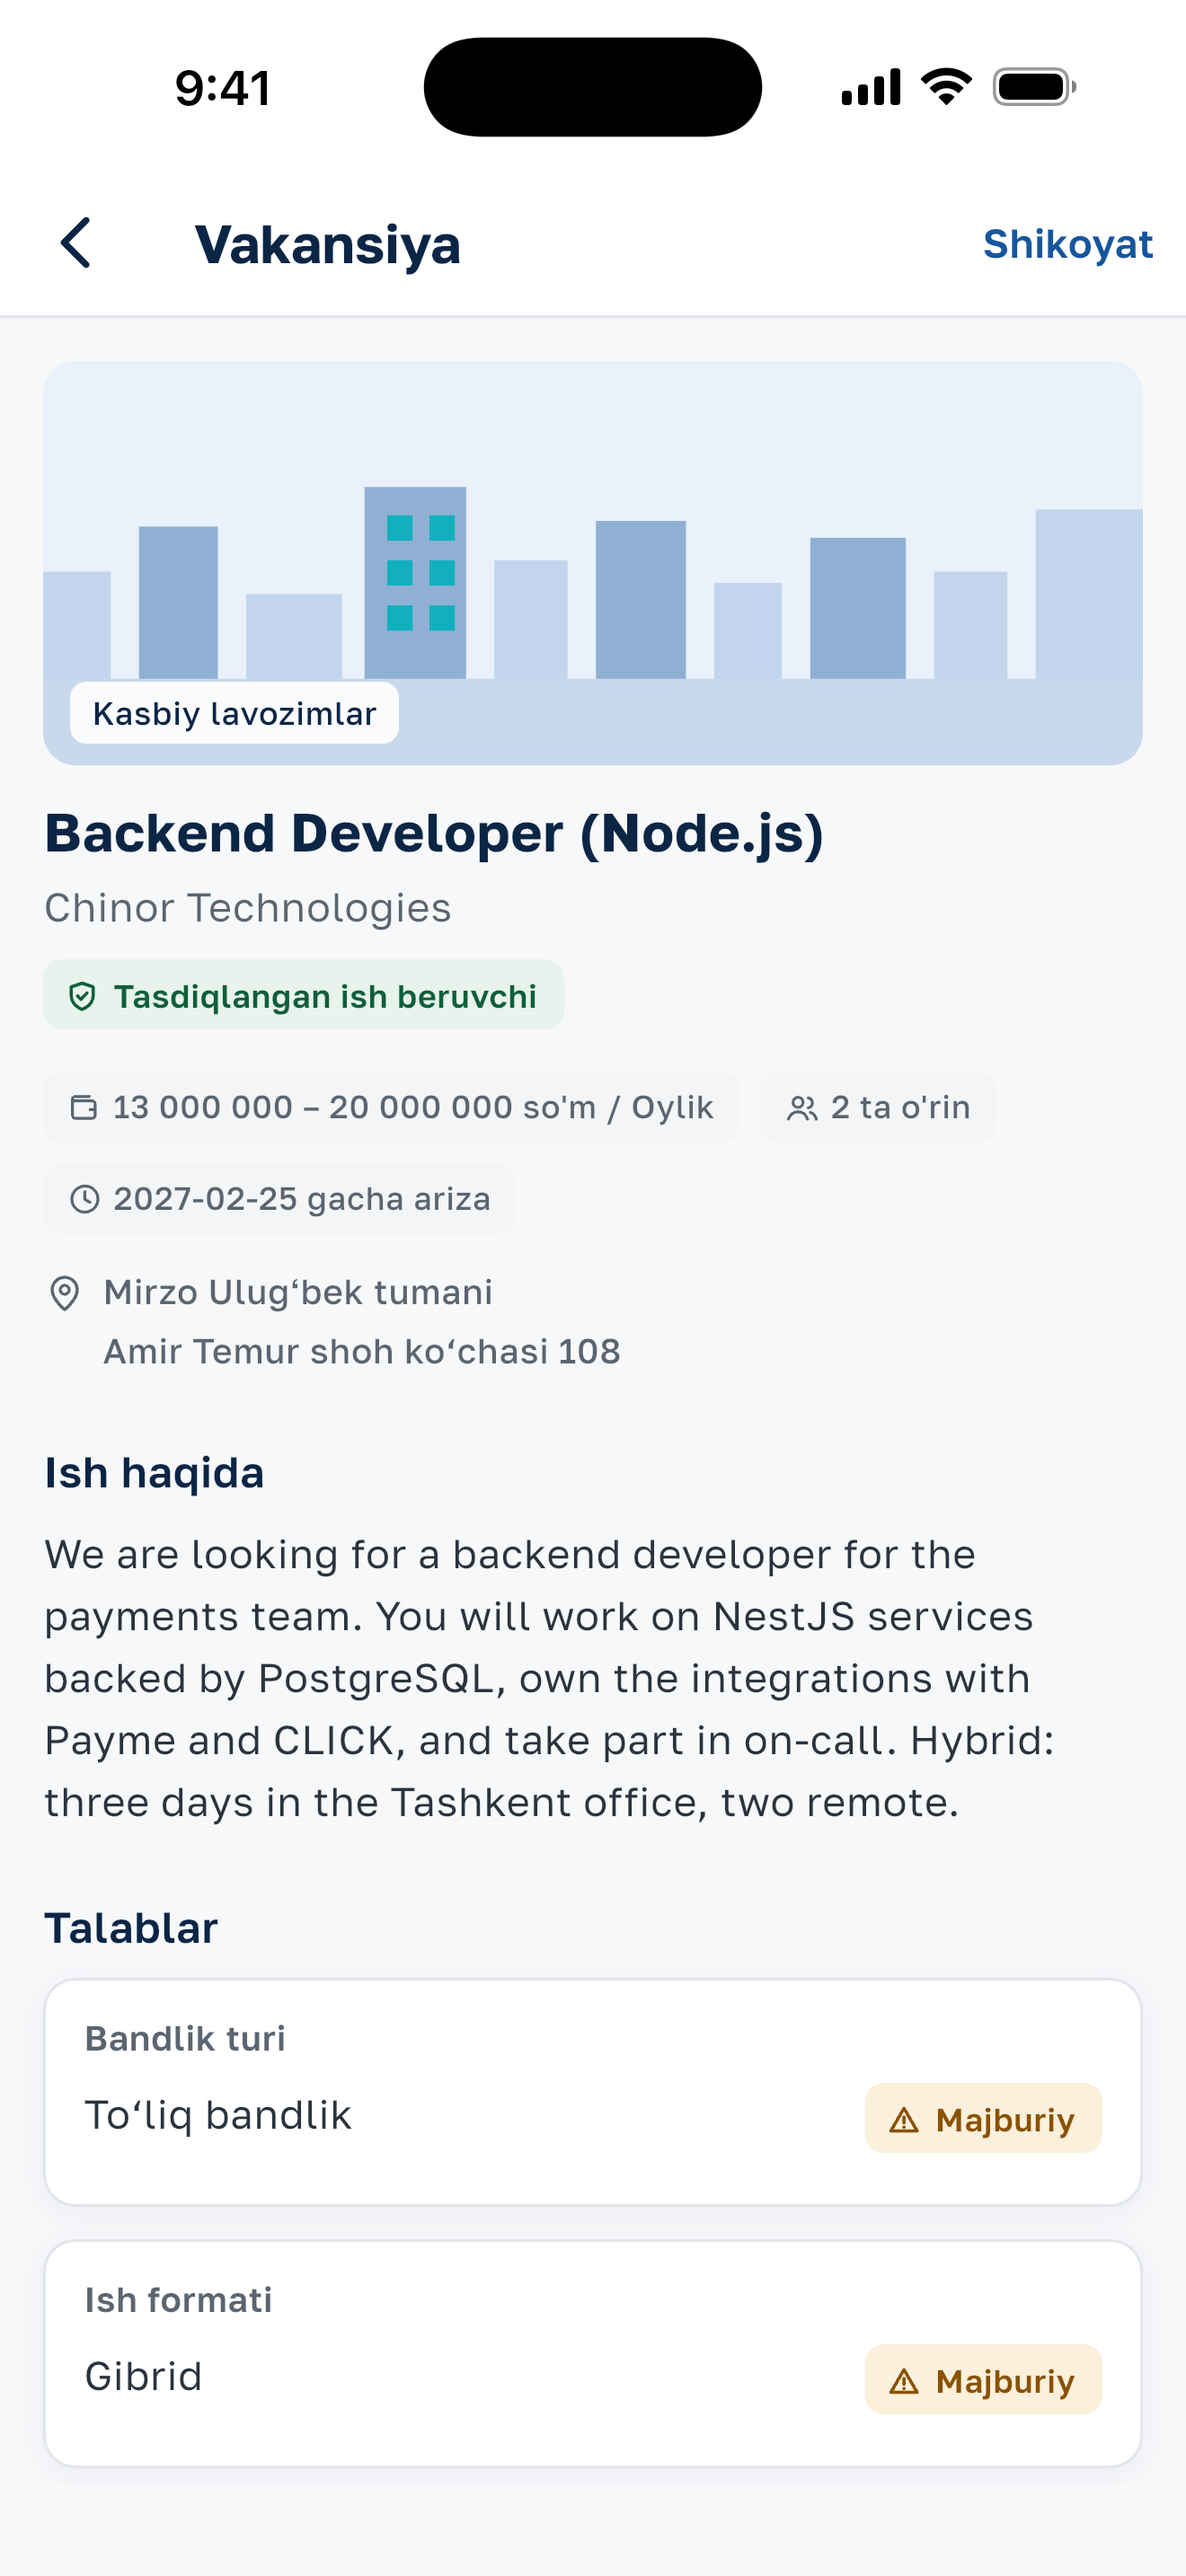 9:41
Vakansiya
Shikoyat
Kasbiy lavozimlar
Backend Developer (Node.js)
Chinor Technologies
Tasdiqlangan ish beruvchi
13 000 000 – 20 000 000 so'm / Oylik
2 ta o'rin
2027-02-25 gacha ariza
Mirzo Ulug‘bek tumani
Amir Temur shoh ko‘chasi 108
Ish haqida
We are looking for a backend developer for the
payments team. You will work on NestJS services
backed by PostgreSQL, own the integrations with
Payme and CLICK, and take part in on-call. Hybrid:
three days in the Tashkent office, two remote.
Talablar
Bandlik turi
To‘liq bandlik
Majburiy
Ish formati
Gibrid
Majburiy